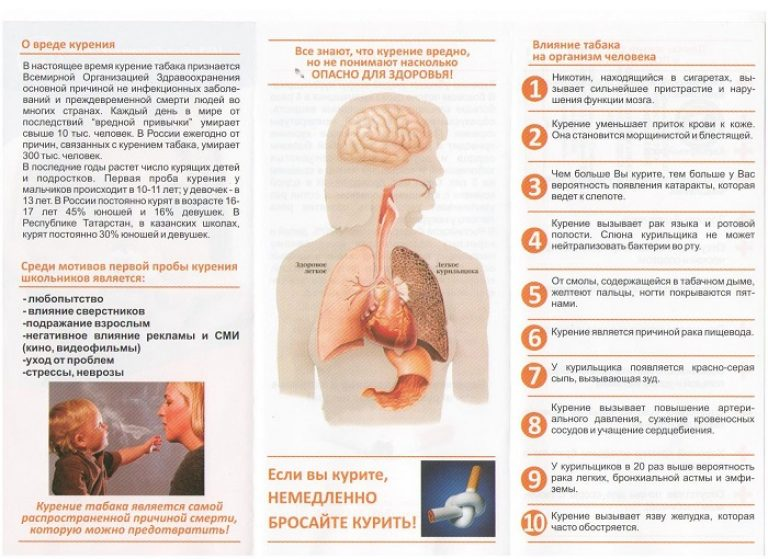 О вреде курения
В настоящее время курение табака признается
Всемирной Организацией Здравоохранения
основной причиной не инфекционных заболе-
ваний и преждевременной смерти людей во
многих странах. Каждый день в мире от
последствий "вредной привычки" умирает
свыше 10 тыс. человек. В России ежегодно от
причин, связанных с курением табака, умирает
300 тыс. человек.
В последние годы растет число курящих детей
и подростков. Первая проба курения у
мальчиков происходит в 10-11 лет; у девочек - в
13 лет. В России постоянно курят в возрасте 16-
17 лет 45% юношей и 16% девушек. В
Республике Татарстан, в казанских школах,
курят постоянно 30% юношей и девушек.
Среди мотивов первой пробы курения
школьников является:
-любопытство
- влияние сверстников
-подражание взрослым
-негативное влияние рекламы и СМИ
(кино, видеофильмы)
-уход от проблем
-стрессы, неврозы
Курение табака является самой
распространенной причиной смерти,
которую можно предотвратить!
Все знают, что курение вредно,
но не понимают насколько
ОПАСНО ДЛЯ ЗДОРОВЬЯ!
Здоровое
легкое
Легкое
курильщика
Если вы курите,
НЕМЕДЛЕННО
БРОСАЙТЕ КУРИТЬ!
Влияние табака
на организм человека
1 Никотин, находящийся в сигаретах, вы-
зывает сильнейшее пристрастие и нару-
шения функции мозга.
2 Курение уменьшает приток крови к коже.
Она становится морщинистой и блестящей.
3 Чем больше Вы курите, тем больше у Вас
вероятность появления катаракты, которая
ведет к слепоте.
4 Курение вызывает рак языка и ротовой
полости. Слюна курильщика не может
нейтрализовать бактерии во рту.
5 От смолы, содержащейся в табачном дыме,
желтеют пальцы, ногти покрываются пят-
нами.
6 Курение является причиной рака пищевода.
7 У курильщика появляется красно-серая
сыпь, вызывающая зуд.
8 Курение вызывает повышение артери-
ального давления, сужение кровеносных
сосудов и учащение сердцебиения.
9 У курильщиков в 20 раз выше вероятность
рака легких, бронхиальной астмы и эмфи-
земы.
10 Курение вызывает язву желудка, которая
часто обостряется.